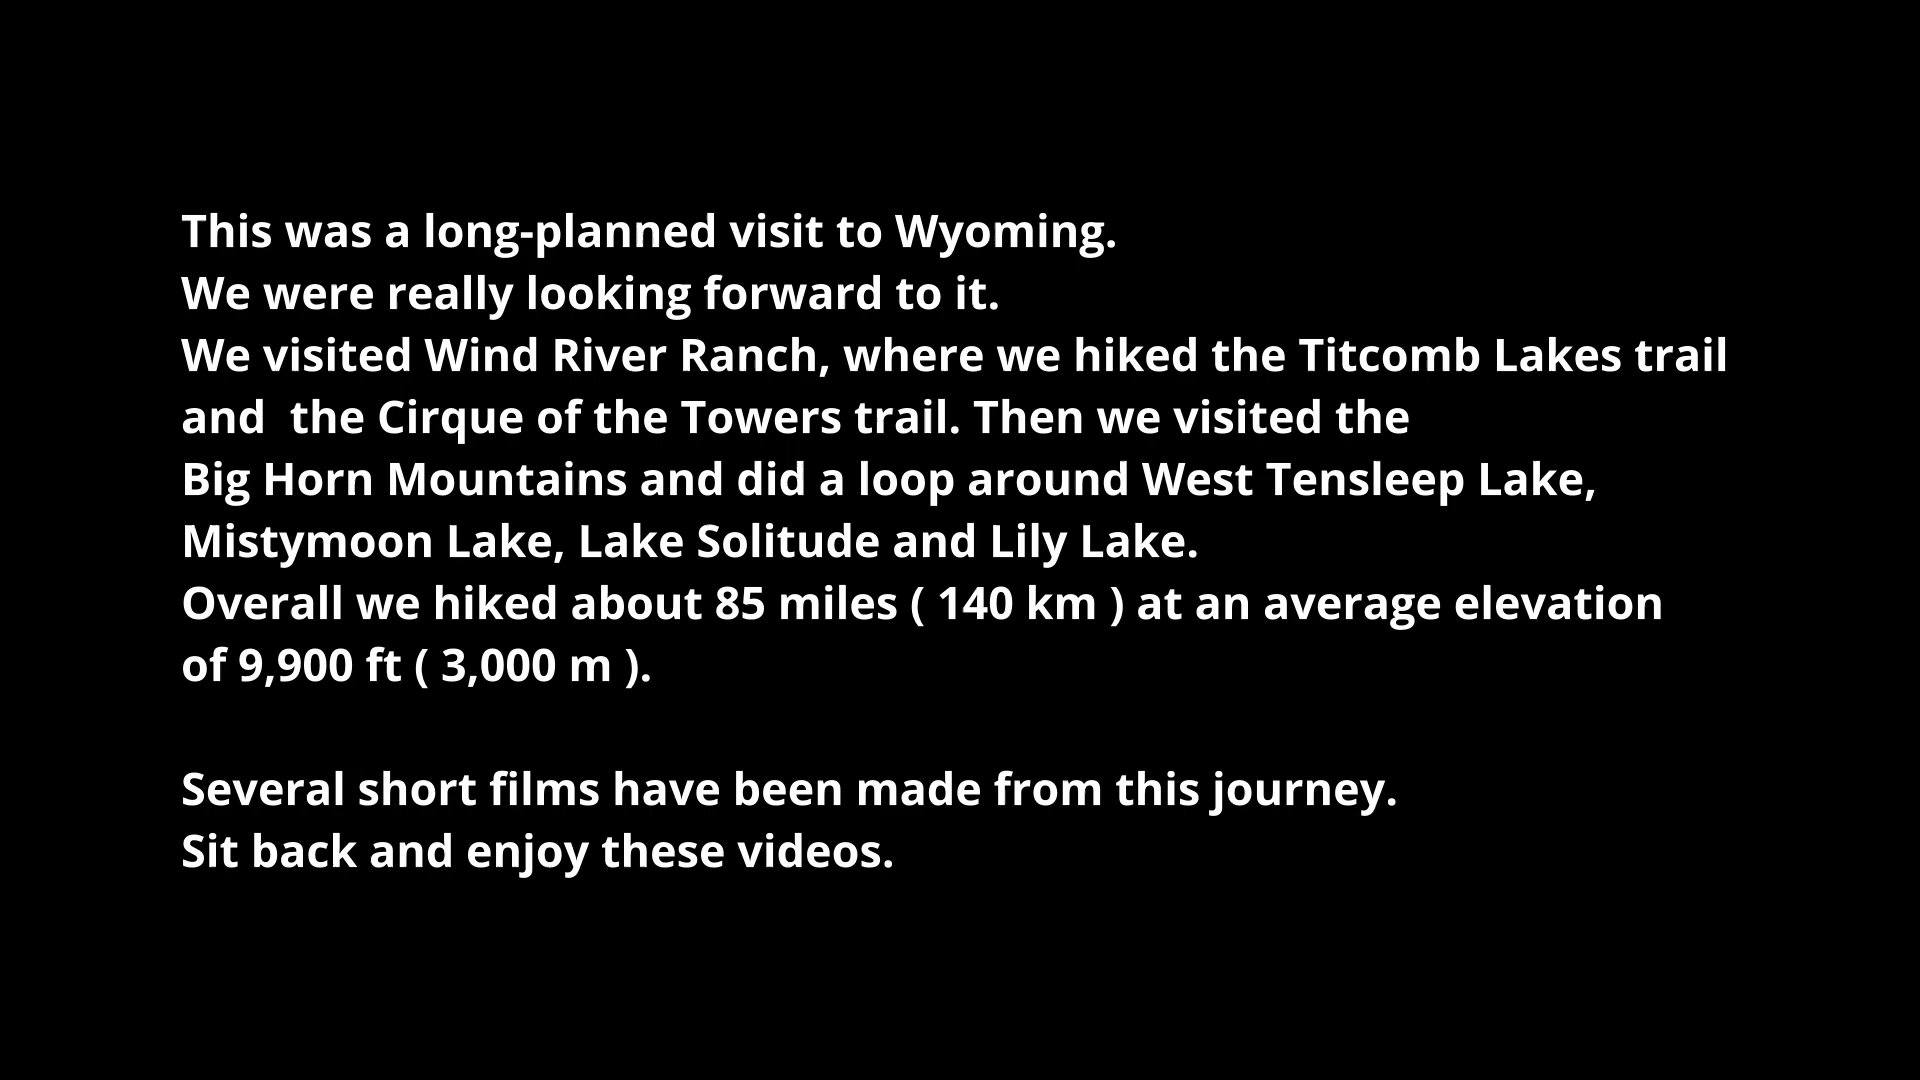 This was a long-planned visit to Wyoming.
We were really looking forward to it.
We visited Wind River Ranch, where we hiked the Titcomb Lakes trail
and  the Cirque of the Towers trail. Then we visited the
Big Horn Mountains and did a loop around West Tensleep Lake,
Mistymoon Lake, Lake Solitude and Lily Lake.
Overall we hiked about 85 miles ( 140 km ) at an average elevation
of 9,900 ft ( 3,000 m ).
Several short films have been made from this journey.
Sit back and enjoy these videos.